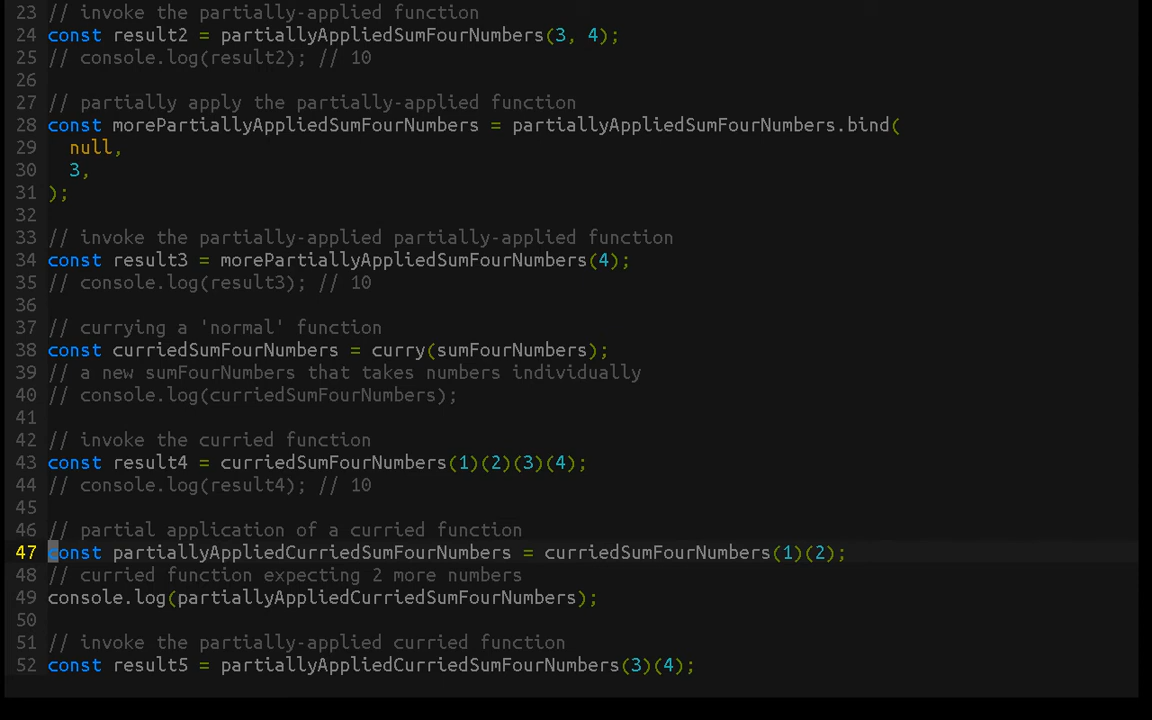 23 // invoke the partially-applied function
24 const result2 = partiallyAppliedSumFourNumbers(3, 4);
25 // console.log(result2); // 10
26
27 // partially apply the partially-applied function
28 const morePartiallyAppliedSumFourNumbers = partiallyAppliedSumFourNumbers.bind(
29   null,
30   3,
31 );
32
33 // invoke the partially-applied partially-applied function
34 const result3 = morePartiallyAppliedSumFourNumbers(4);
35 // console.log(result3); // 10
36
37 // currying a 'normal' function
38 const curriedSumFourNumbers = curry(sumFourNumbers);
39 // a new sumFourNumbers that takes numbers individually
40 // console.log(curriedSumFourNumbers);
41
42 // invoke the curried function
43 const result4 = curriedSumFourNumbers(1)(2)(3)(4);
44 // console.log(result4); // 10
45
46 // partial application of a curried function
47 const partiallyAppliedCurriedSumFourNumbers = curriedSumFourNumbers(1)(2);
48 // curried function expecting 2 more numbers
49 console.log(partiallyAppliedCurriedSumFourNumbers);
50
51 // invoke the partially-applied curried function
52 const result5 = partiallyAppliedCurriedSumFourNumbers(3)(4);